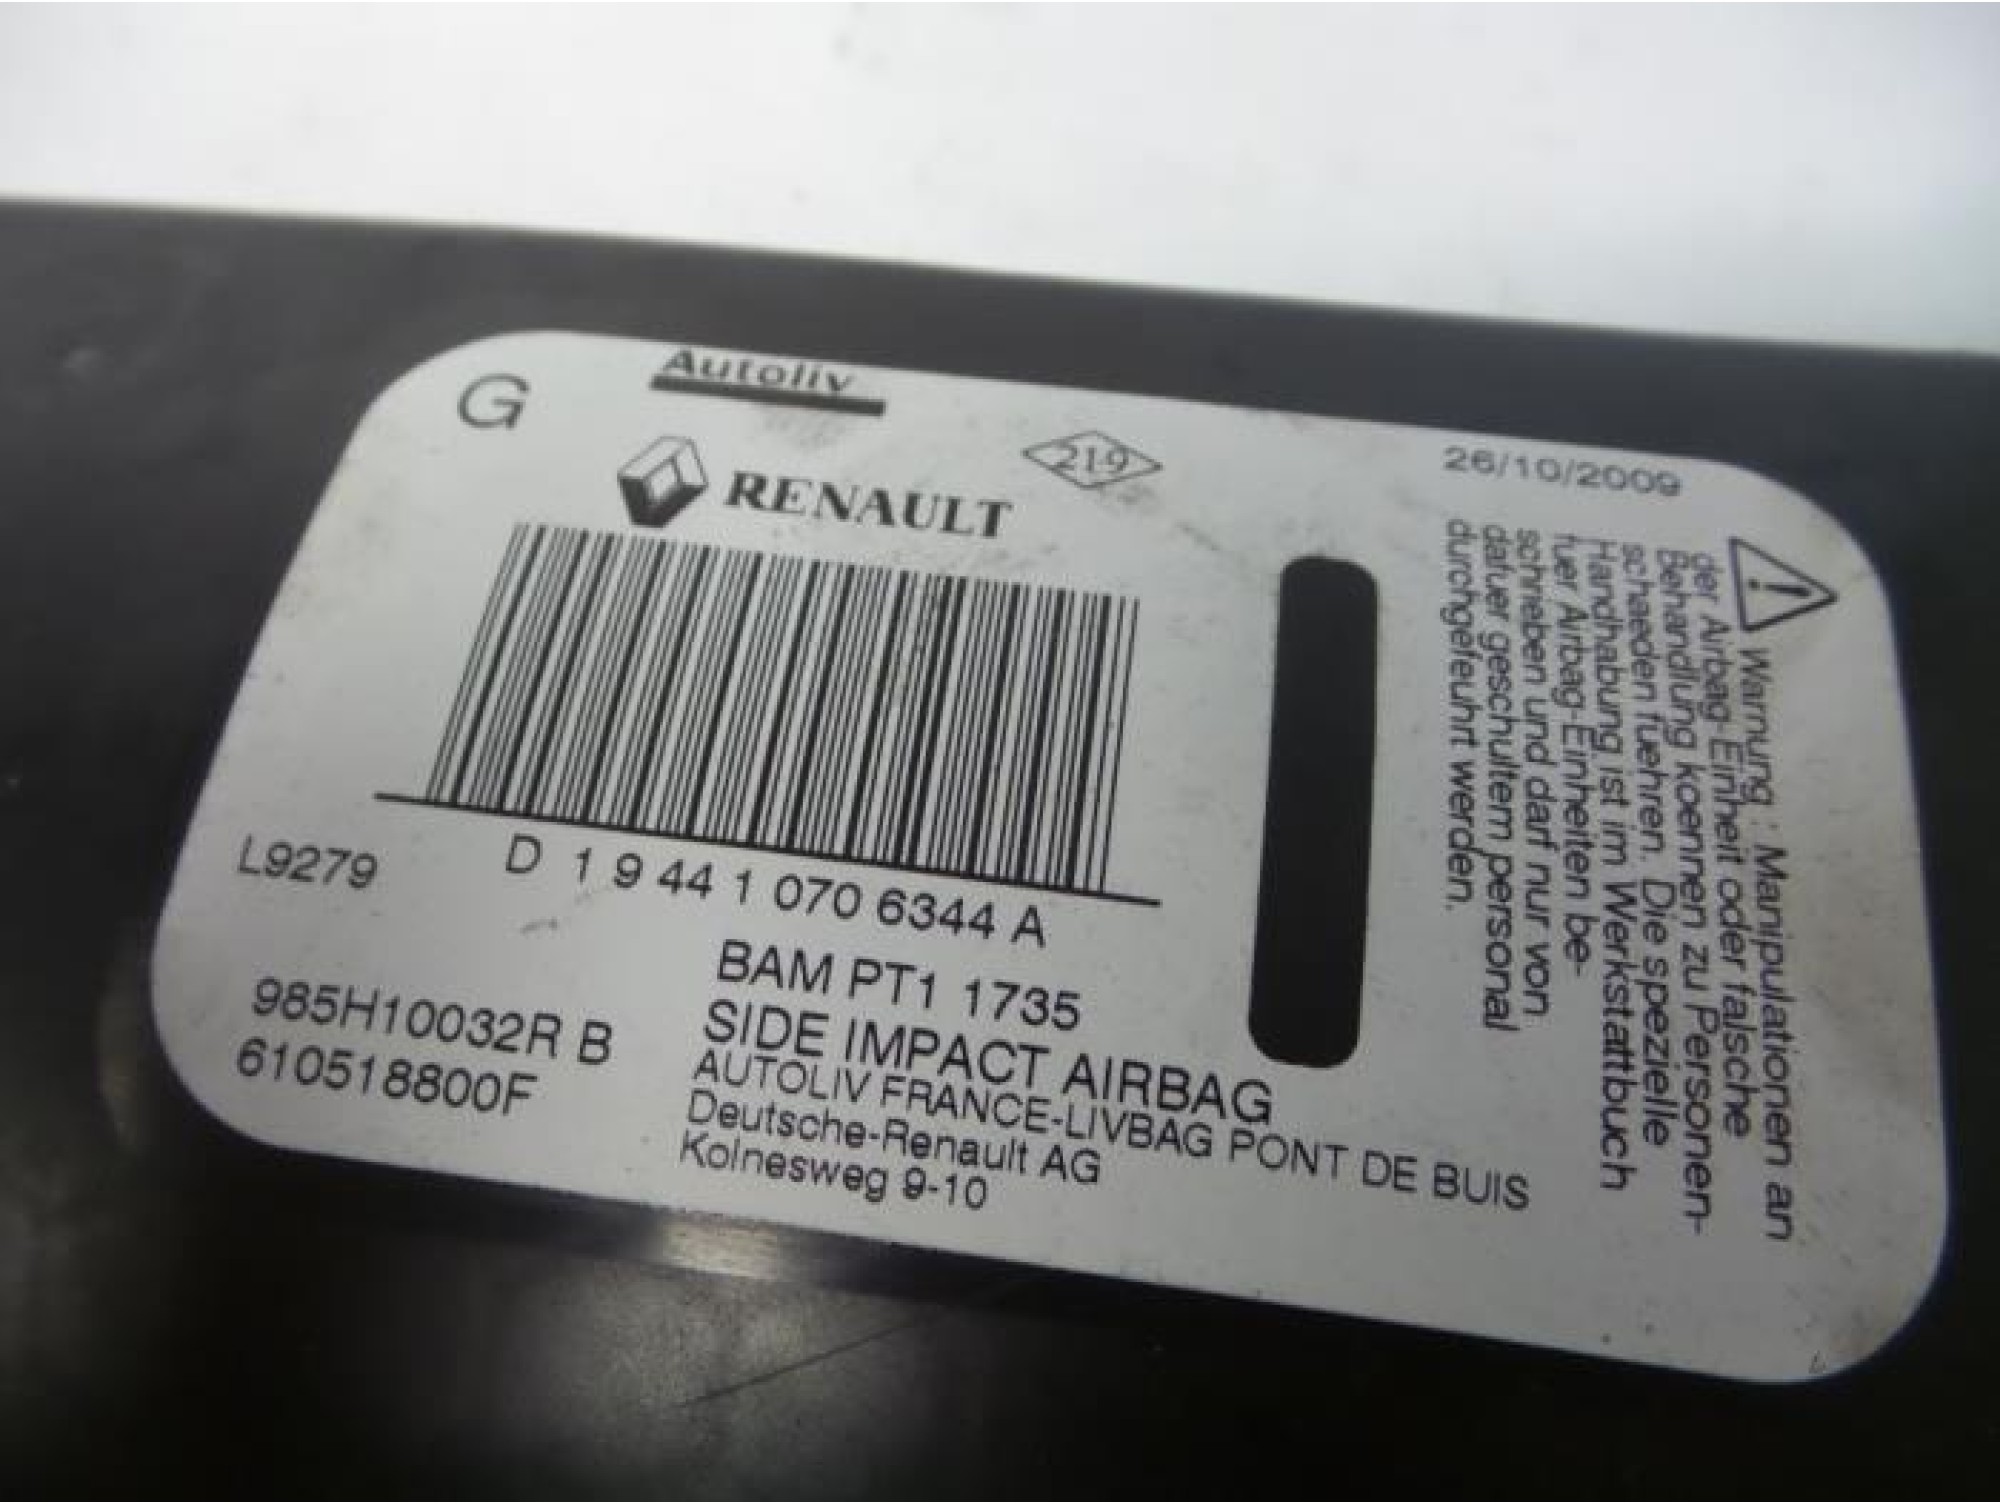 G
Autoliv
RENAULT
219
26/10/2009
D 1 9 44 1 070 6344 A
L9279
BAM PT1 1735
SIDE IMPACT AIRBAG
AUTOLIV FRANCE-LIVBAG PONT DE BUIS
Deutsche-Renault AG
Kolnesweg 9-10
985H10032R B
610518800F
Warnung : Manipulationen an
der Airbag-Einheit oder falsche
Behandlung koennen zu Personen-
schaeden fuehren. Die spezielle
Handhabung ist im Werkstattbuch
fuer Airbag-Einheiten be-
schrieben und darf nur von
dafuer geschultem personal
durchgefeuhrt werden.